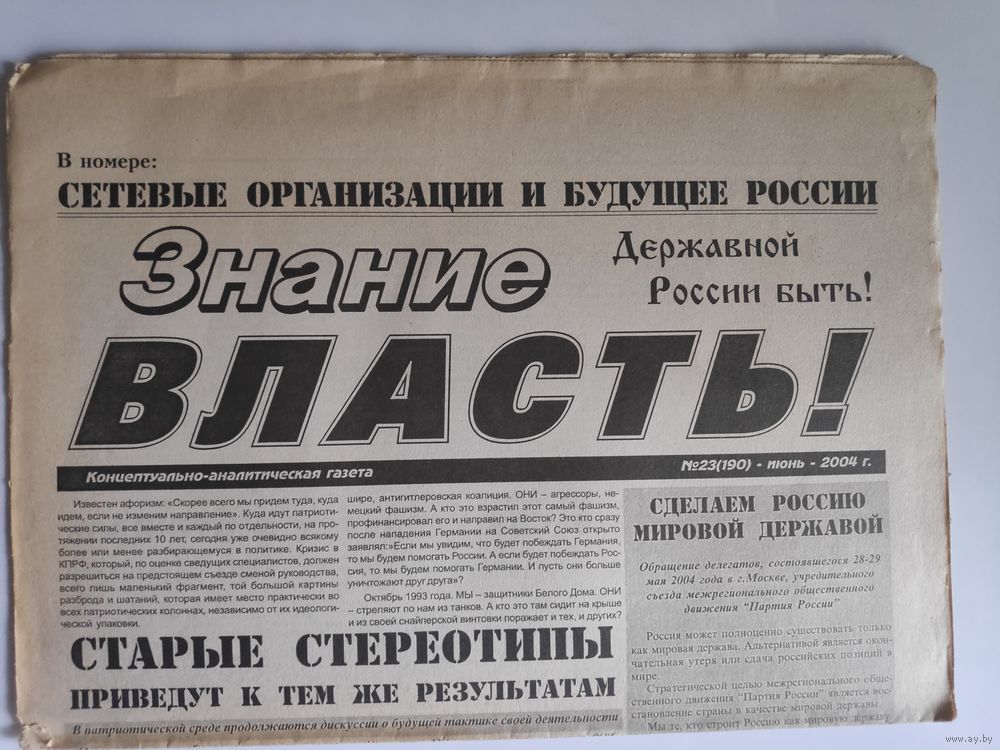 В номере:
СЕТЕВЫЕ ОРГАНИЗАЦИИ И БУДУЩЕЕ РОССИИ
Знание
Державной
России быть!
ВЛАСТЬ!
Концептуально-аналитическая газета
№23(190) - июнь - 2004 г.
Известен афоризм: «Скорее всего мы придем туда, куда
идем, если не изменим направление». Куда идут патриоти-
ческие силы, все вместе и каждый по отдельности, на про-
тяжении последних 10 лет, сегодня уже очевидно всякому
более или менее разбирающемуся в политике. Кризис в
КПРФ, который, по оценке сведущих специалистов, должен
разрешиться на предстоящем съезде сменой руководства,
всего лишь маленький фрагмент, той большой картины
разброда и шатаний, которая имеет место практически во
всех патриотических колоннах, независимо от их идеологи-
ческой упаковки.
шире, антигитлеровская коалиция. ОНИ – агрессоры, не-
мецкий фашизм. А кто это взрастил этот самый фашизм,
профинансировал его и направил на Восток? Это кто сразу
после нападения Германии на Советский Союз открыто
заявлял:»Если мы увидим, что будет побеждать Германия,
то мы будем помогать России. А если будет побеждать Рос-
сия, то мы будем помогать Германии. И пусть они больше
уничтожают друг друга»?
Октябрь 1993 года. МЫ – защитники Белого Дома. ОНИ
– стреляют по нам из танков. А кто это там сидит на крыше
и из своей снайперской винтовки поражает и тех, и других?
СТАРЫЕ СТЕРЕОТИПЫ
ПРИВЕДУТ К ТЕМ ЖЕ РЕЗУЛЬТАТАМ
В патриотической среде продолжаются дискуссии о будущей тактике своей деятельности
СДЕЛАЕМ РОССИЮ
МИРОВОЙ ДЕРЖАВОЙ
Обращение делегатов, состоявшегося 28-29
мая 2004 года в г.Москве, учредительного
съезда межрегионального общественного
движения "Партия России"
Россия может полноценно существовать только
как мировая держава. Альтернативой является окон-
чательная утеря или сдача российских позиций в
мире.
Стратегической целью межрегионального обще-
ственного движения "Партия России" является вос-
становление страны в качестве мировой державы.
Мы те, кто строит Россию как мировую державу
www.ay.by